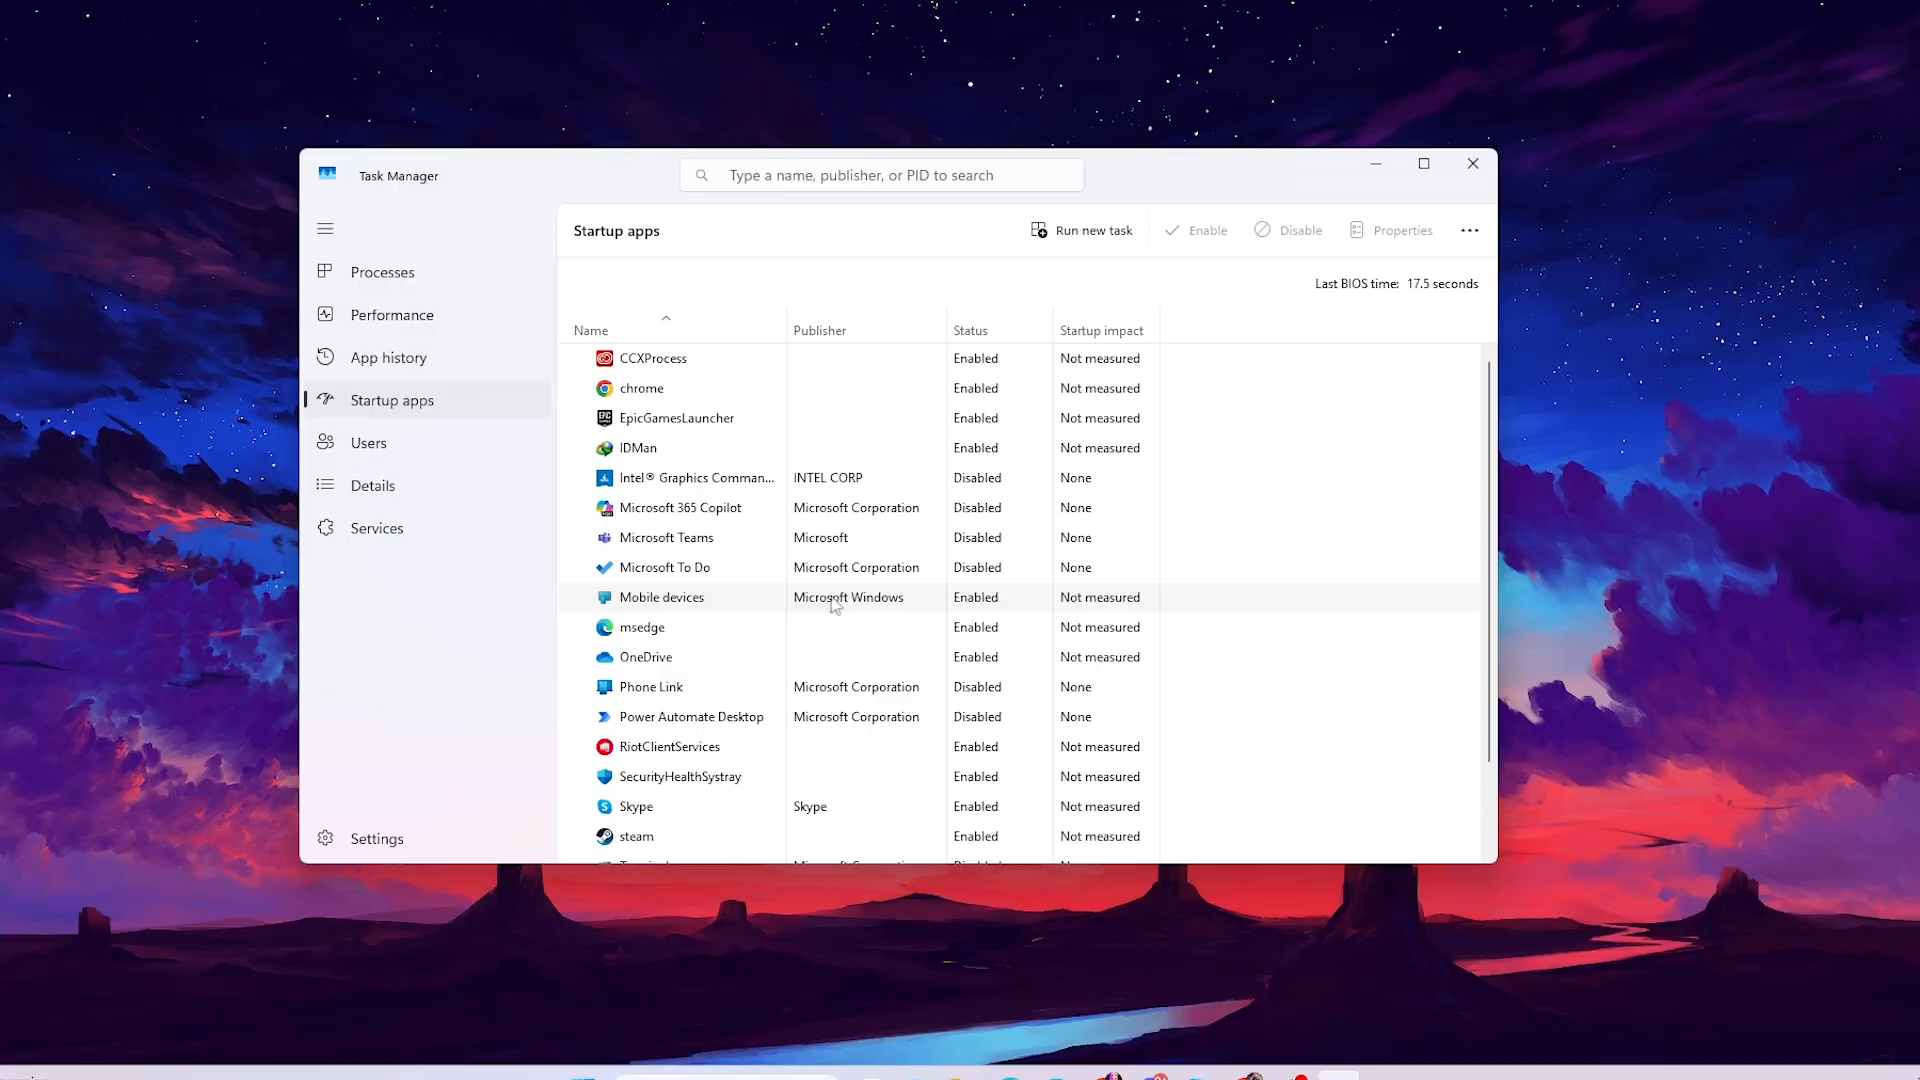 Task Manager
Type a name, publisher, or PID to search
Startup apps
Run new task
Enable
Disable
Properties
Last BIOS time: 17.5 seconds
Processes
Performance
App history
Startup apps
Users
Details
Services
Settings
Name Publisher Status Startup impact
CCXProcess Enabled Not measured
chrome Enabled Not measured
EpicGamesLauncher Enabled Not measured
IDMan Enabled Not measured
Intel® Graphics Comman... INTEL CORP Disabled None
Microsoft 365 Copilot Microsoft Corporation Disabled None
Microsoft Teams Microsoft Disabled None
Microsoft To Do Microsoft Corporation Disabled None
Mobile devices Microsoft Windows Enabled Not measured
msedge Enabled Not measured
OneDrive Enabled Not measured
Phone Link Microsoft Corporation Disabled None
Power Automate Desktop Microsoft Corporation Disabled None
RiotClientServices Enabled Not measured
SecurityHealthSystray Enabled Not measured
Skype Skype Enabled Not measured
steam Enabled Not measured